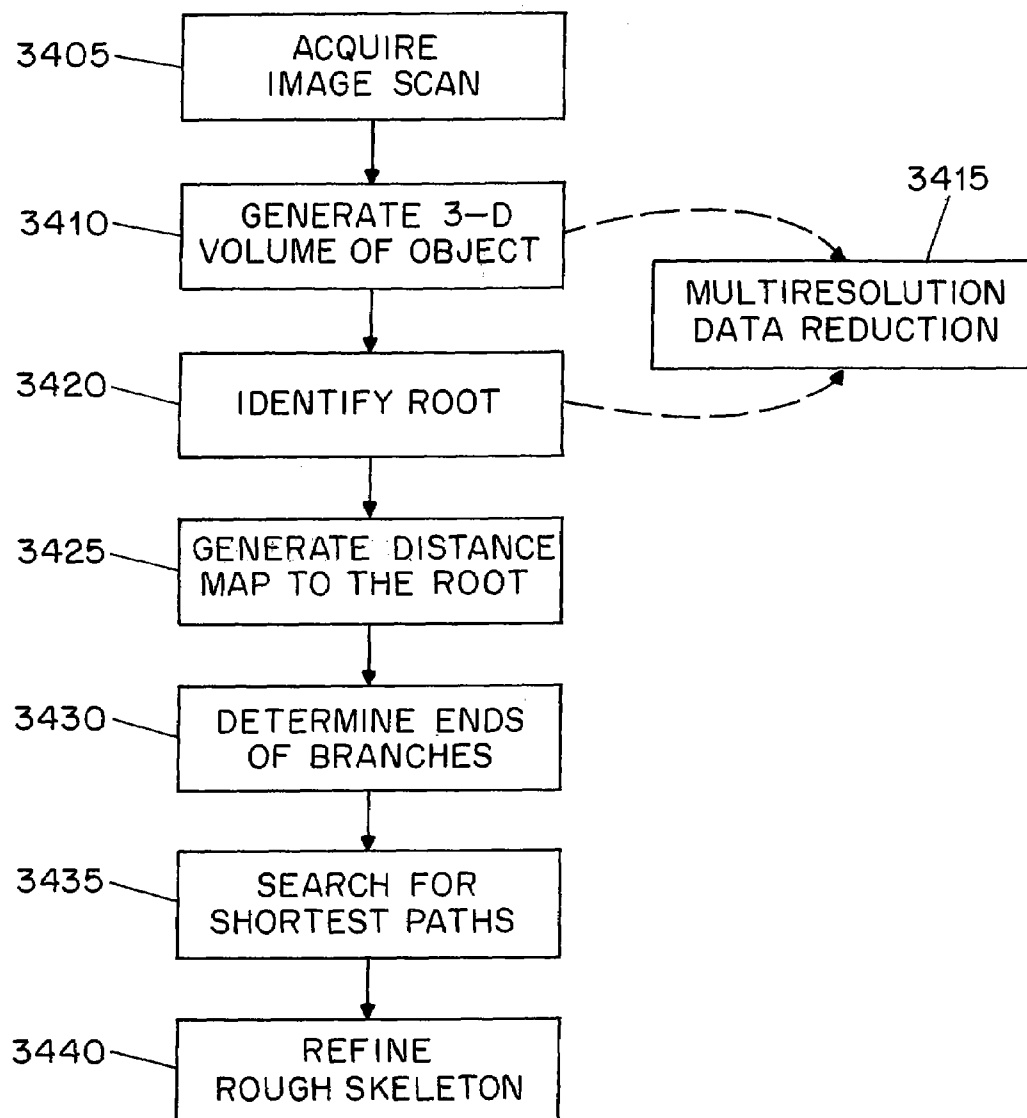 3405
ACQUIRE
IMAGE SCAN
3410
GENERATE 3-D
VOLUME OF OBJECT
3415
MULTIRESOLUTION
DATA REDUCTION
3420
IDENTIFY ROOT
3425
GENERATE DISTANCE
MAP TO THE ROOT
3430
DETERMINE ENDS
OF BRANCHES
3435
SEARCH FOR
SHORTEST PATHS
3440
REFINE
ROUGH SKELETON